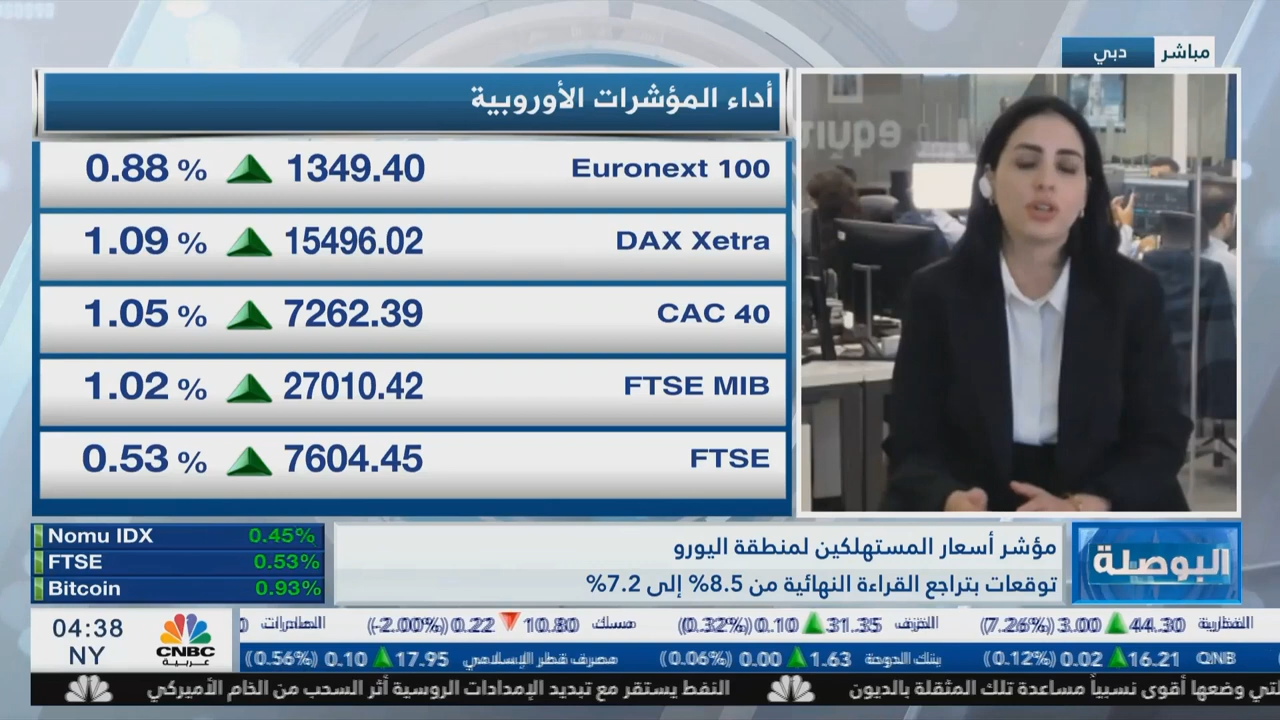 مباشر دبي
equiti
أداء المؤشرات الأوروبية
Euronext 100 1349.40 0.88 %
DAX Xetra 15496.02 1.09 %
CAC 40 7262.39 1.05 %
FTSE MIB 27010.42 1.02 %
FTSE 7604.45 0.53 %
البوصلة
مؤشر أسعار المستهلكين لمنطقة اليورو
توقعات بتراجع القراءة النهائية من 8.5% إلى 7.2%
Nomu IDX 0.45%
FTSE 0.53%
Bitcoin 0.93%
04:38
NY
CNBC
عربية
الفخارية 44.30 3.00 (7.26%) الخزف 31.35 0.10 (0.32%) مسك 10.80 0.22 (-2.00%) الصادرات
QNB 16.21 0.02 (0.12%) بنك الدوحة 1.63 0.00 (0.06%) مصرف قطر الإسلامي 17.95 0.10 (0.56%)
التي وضعها أقوى نسبياً مساعدة تلك المثقلة بالديون
النفط يستقر مع تبديد الإمدادات الروسية أثر السحب من الخام الأميركي